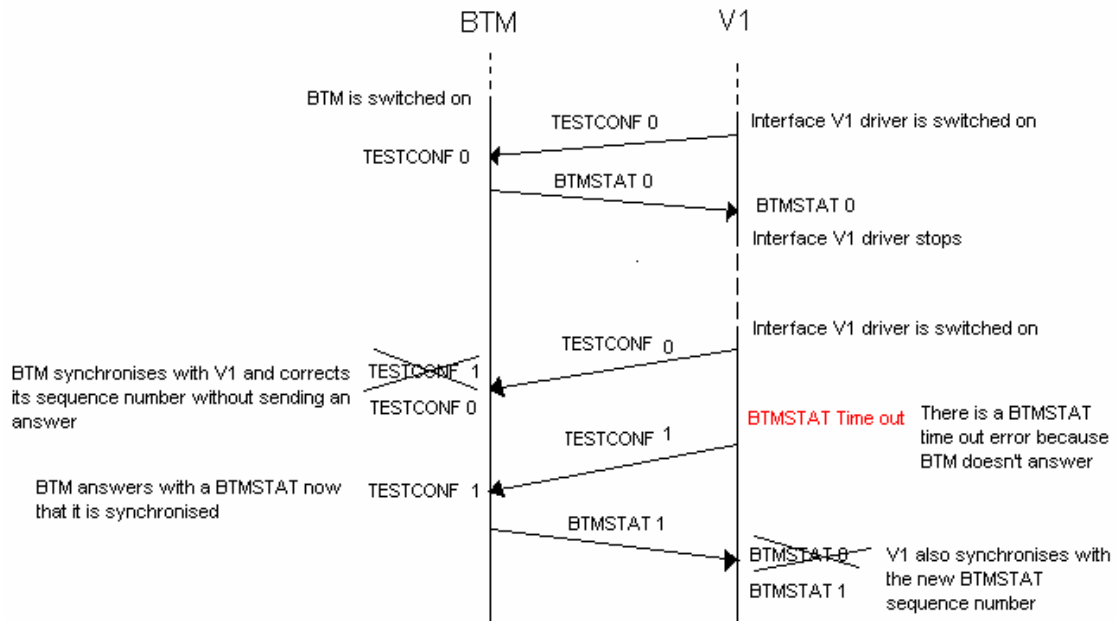 BTM
V1
BTM is switched on
TESTCONF 0
Interface V1 driver is switched on
TESTCONF 0
BTMSTAT 0
BTMSTAT 0
Interface V1 driver stops
Interface V1 driver is switched on
TESTCONF 0
BTM synchronises with V1 and corrects
its sequence number without sending an
answer
TESTCONF 1
TESTCONF 0
BTMSTAT Time out
There is a BTMSTAT
time out error because
BTM doesn't answer
TESTCONF 1
BTM answers with a BTMSTAT now
that it is synchronised
TESTCONF 1
BTMSTAT 1
BTMSTAT 0
BTMSTAT 1
V1 also synchronises with
the new BTMSTAT
sequence number